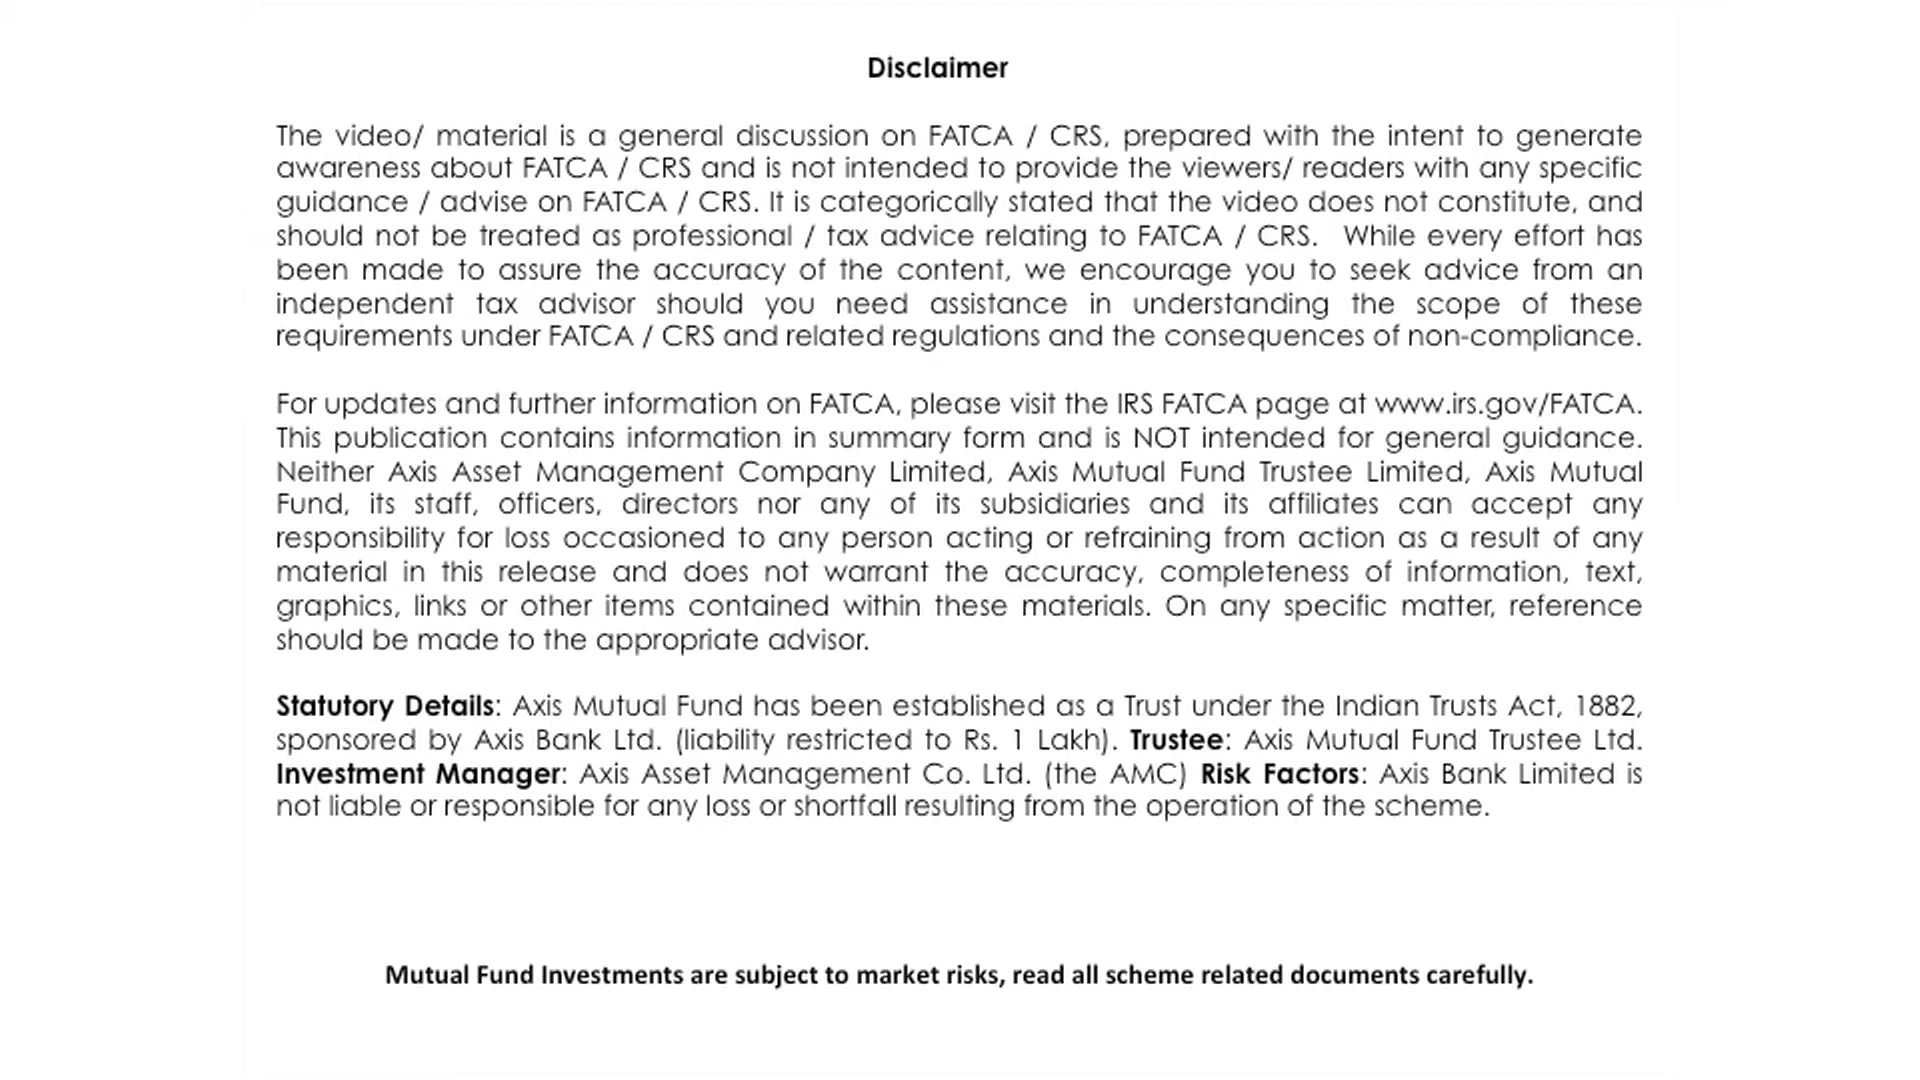 Disclaimer
The video/ material is a general discussion on FATCA / CRS, prepared with the intent to generate
awareness about FATCA / CRS and is not intended to provide the viewers/ readers with any specific
guidance / advise on FATCA / CRS. It is categorically stated that the video does not constitute, and
should not be treated as professional / tax advice relating to FATCA / CRS. While every effort has
been made to assure the accuracy of the content, we encourage you to seek advice from an
independent tax advisor should you need assistance in understanding the scope of these
requirements under FATCA / CRS and related regulations and the consequences of non-compliance.
For updates and further information on FATCA, please visit the IRS FATCA page at www.irs.gov/FATCA.
This publication contains information in summary form and is NOT intended for general guidance.
Neither Axis Asset Management Company Limited, Axis Mutual Fund Trustee Limited, Axis Mutual
Fund, its staff, officers, directors nor any of its subsidiaries and its affiliates can accept any
responsibility for loss occasioned to any person acting or refraining from action as a result of any
material in this release and does not warrant the accuracy, completeness of information, text,
graphics, links or other items contained within these materials. On any specific matter, reference
should be made to the appropriate advisor.
Statutory Details: Axis Mutual Fund has been established as a Trust under the Indian Trusts Act, 1882,
sponsored by Axis Bank Ltd. (liability restricted to Rs. 1 Lakh). Trustee: Axis Mutual Fund Trustee Ltd.
Investment Manager: Axis Asset Management Co. Ltd. (the AMC) Risk Factors: Axis Bank Limited is
not liable or responsible for any loss or shortfall resulting from the operation of the scheme.
Mutual Fund Investments are subject to market risks, read all scheme related documents carefully.